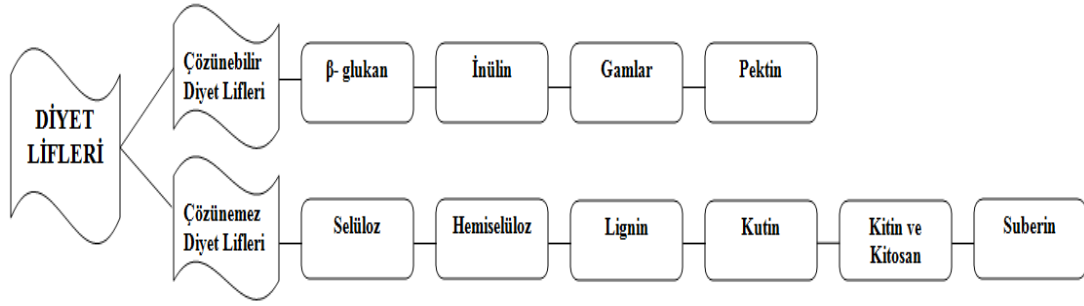 DİYET
LİFLERİ
Çözünebilir
Diyet Lifleri
β- glukan
İnülin
Gamlar
Pektin
Çözünemez
Diyet Lifleri
Selüloz
Hemiselüloz
Lignin
Kutin
Kitin ve
Kitosan
Suberin